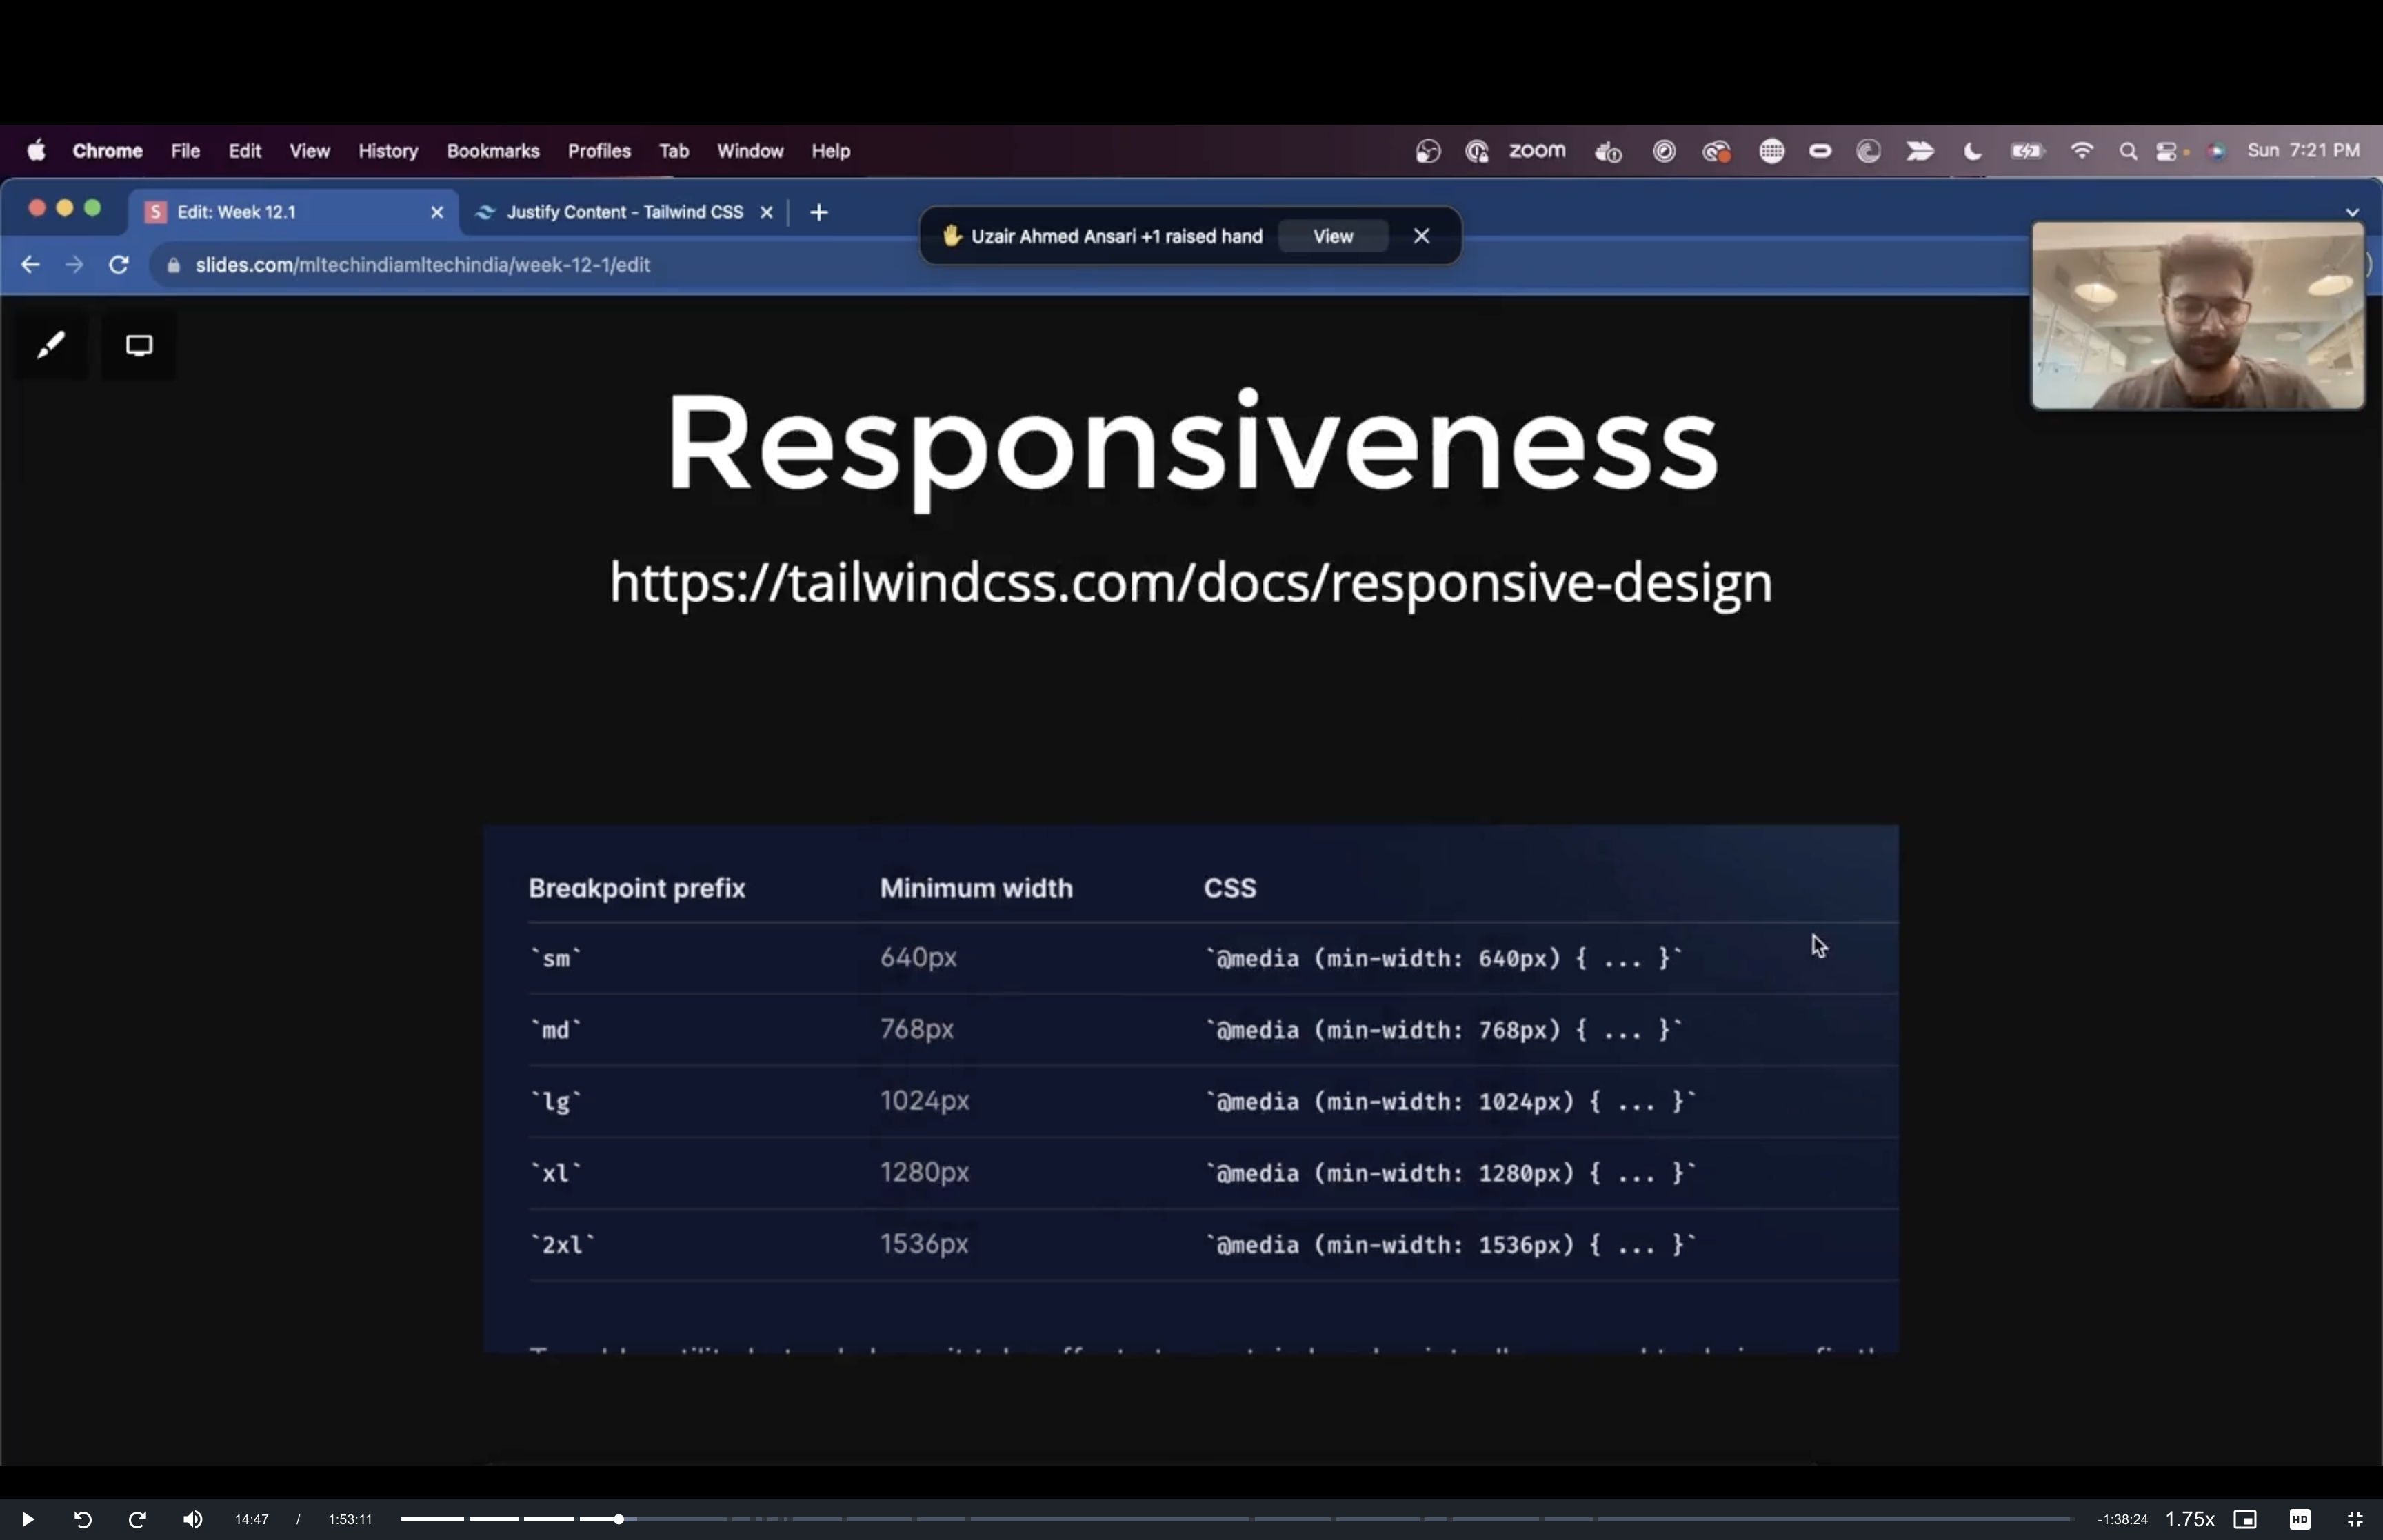 Chrome File Edit View History Bookmarks Profiles Tab Window Help zoom Sun 7:21 PM
S Edit: Week 12.1 Justify Content - Tailwind CSS
Uzair Ahmed Ansari +1 raised hand View
slides.com/mltechindiamltechindia/week-12-1/edit
Responsiveness
https://tailwindcss.com/docs/responsive-design
Breakpoint prefix Minimum width CSS
`sm` 640px `@media (min-width: 640px) { ... }`
`md` 768px `@media (min-width: 768px) { ... }`
`lg` 1024px `@media (min-width: 1024px) { ... }`
`xl` 1280px `@media (min-width: 1280px) { ... }`
`2xl` 1536px `@media (min-width: 1536px) { ... }`
14:47 / 1:53:11 -1:38:24 1.75x HD